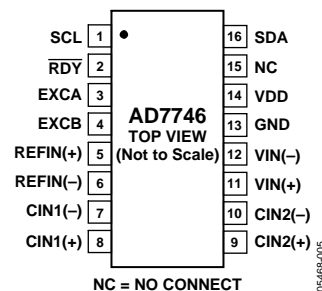 SCL 1
RDY 2
EXCA 3
EXCB 4
REFIN(+) 5
REFIN(–) 6
CIN1(–) 7
CIN1(+) 8
AD7746
TOP VIEW
(Not to Scale)
16 SDA
15 NC
14 VDD
13 GND
12 VIN(–)
11 VIN(+)
10 CIN2(–)
9 CIN2(+)
NC = NO CONNECT
05468-005